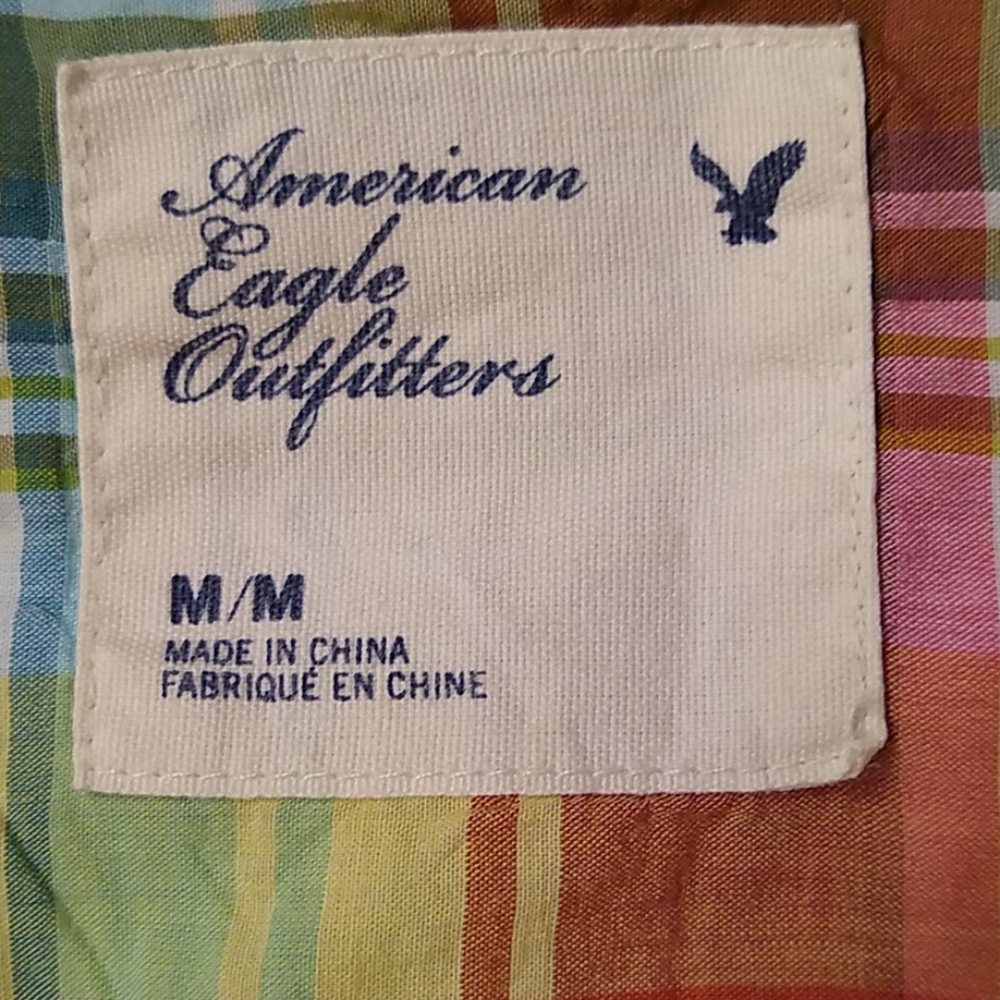 American
Eagle
Outfitters
M/M
MADE IN CHINA
FABRIQUÉ EN CHINE